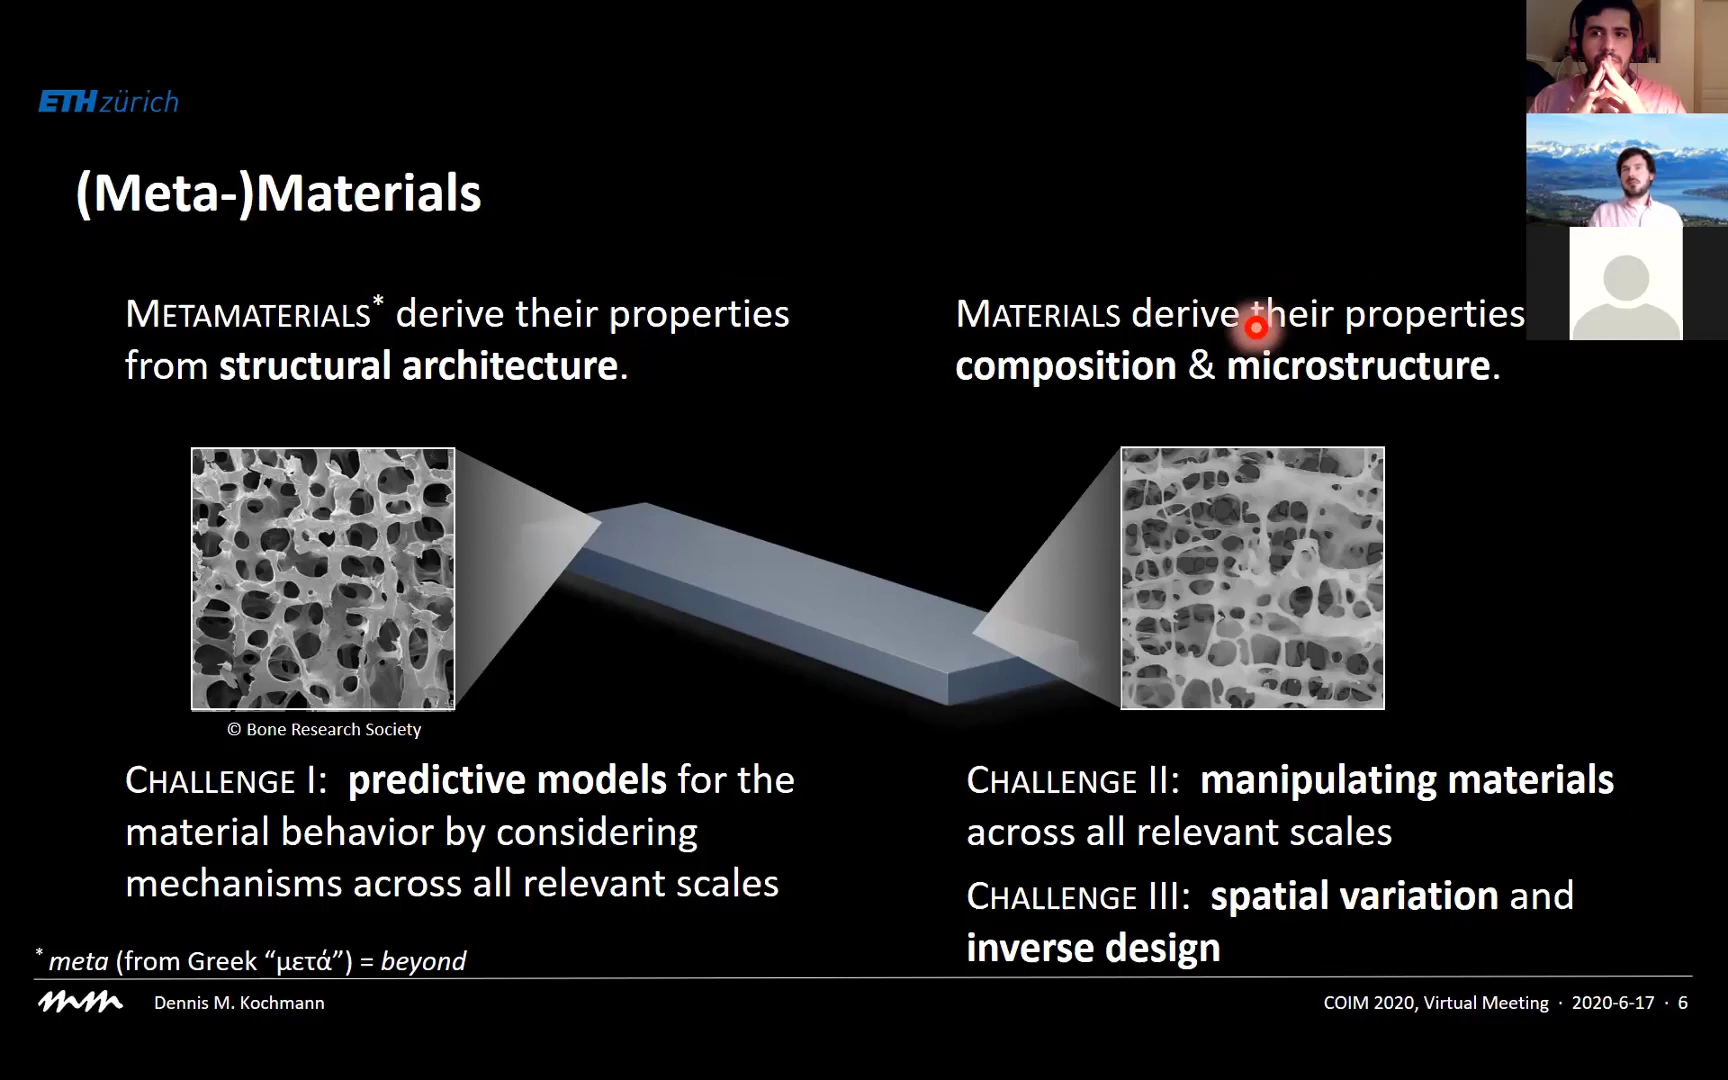 ETH zürich
(Meta-)Materials
METAMATERIALS* derive their properties
from structural architecture.
MATERIALS derive their properties
composition & microstructure.
© Bone Research Society
CHALLENGE I: predictive models for the
material behavior by considering
mechanisms across all relevant scales
CHALLENGE II: manipulating materials
across all relevant scales
CHALLENGE III: spatial variation and
inverse design
* meta (from Greek “μετά”) = beyond
Dennis M. Kochmann
COIM 2020, Virtual Meeting · 2020-6-17 · 6